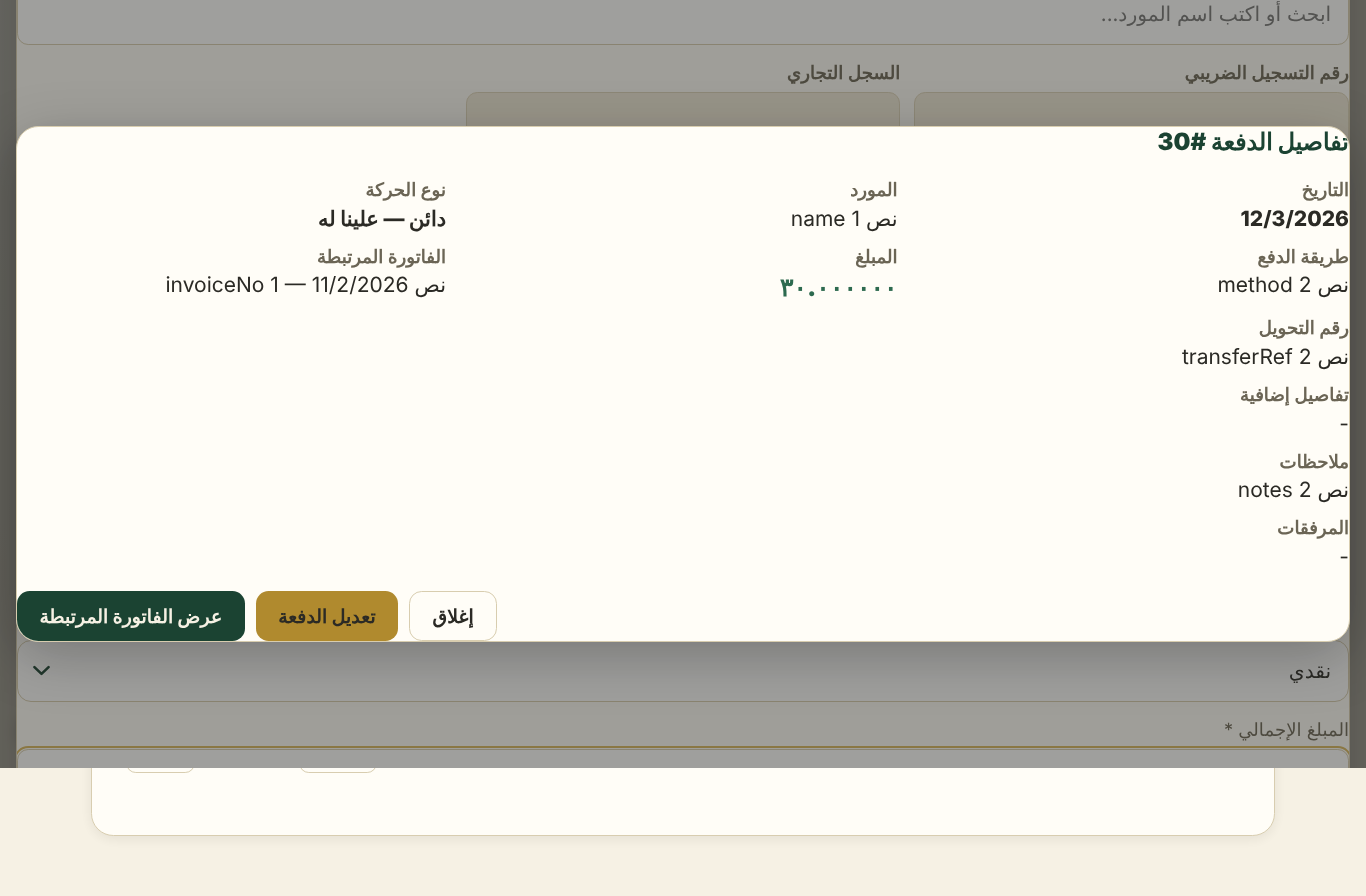 ابحث أو اكتب اسم المورد...
رقم التسجيل الضريبي
السجل التجاري
تفاصيل الدفعة #30
التاريخ
12/3/2026
المورد
نص name 1
نوع الحركة
دائن — علينا له
طريقة الدفع
نص method 2
المبلغ
٣٠.٠٠٠٠٠٠
الفاتورة المرتبطة
نص invoiceNo 1 — 11/2/2026
رقم التحويل
نص transferRef 2
تفاصيل إضافية
-
ملاحظات
نص notes 2
المرفقات
-
إغلاق
تعديل الدفعة
عرض الفاتورة المرتبطة
نقدي
المبلغ الإجمالي *